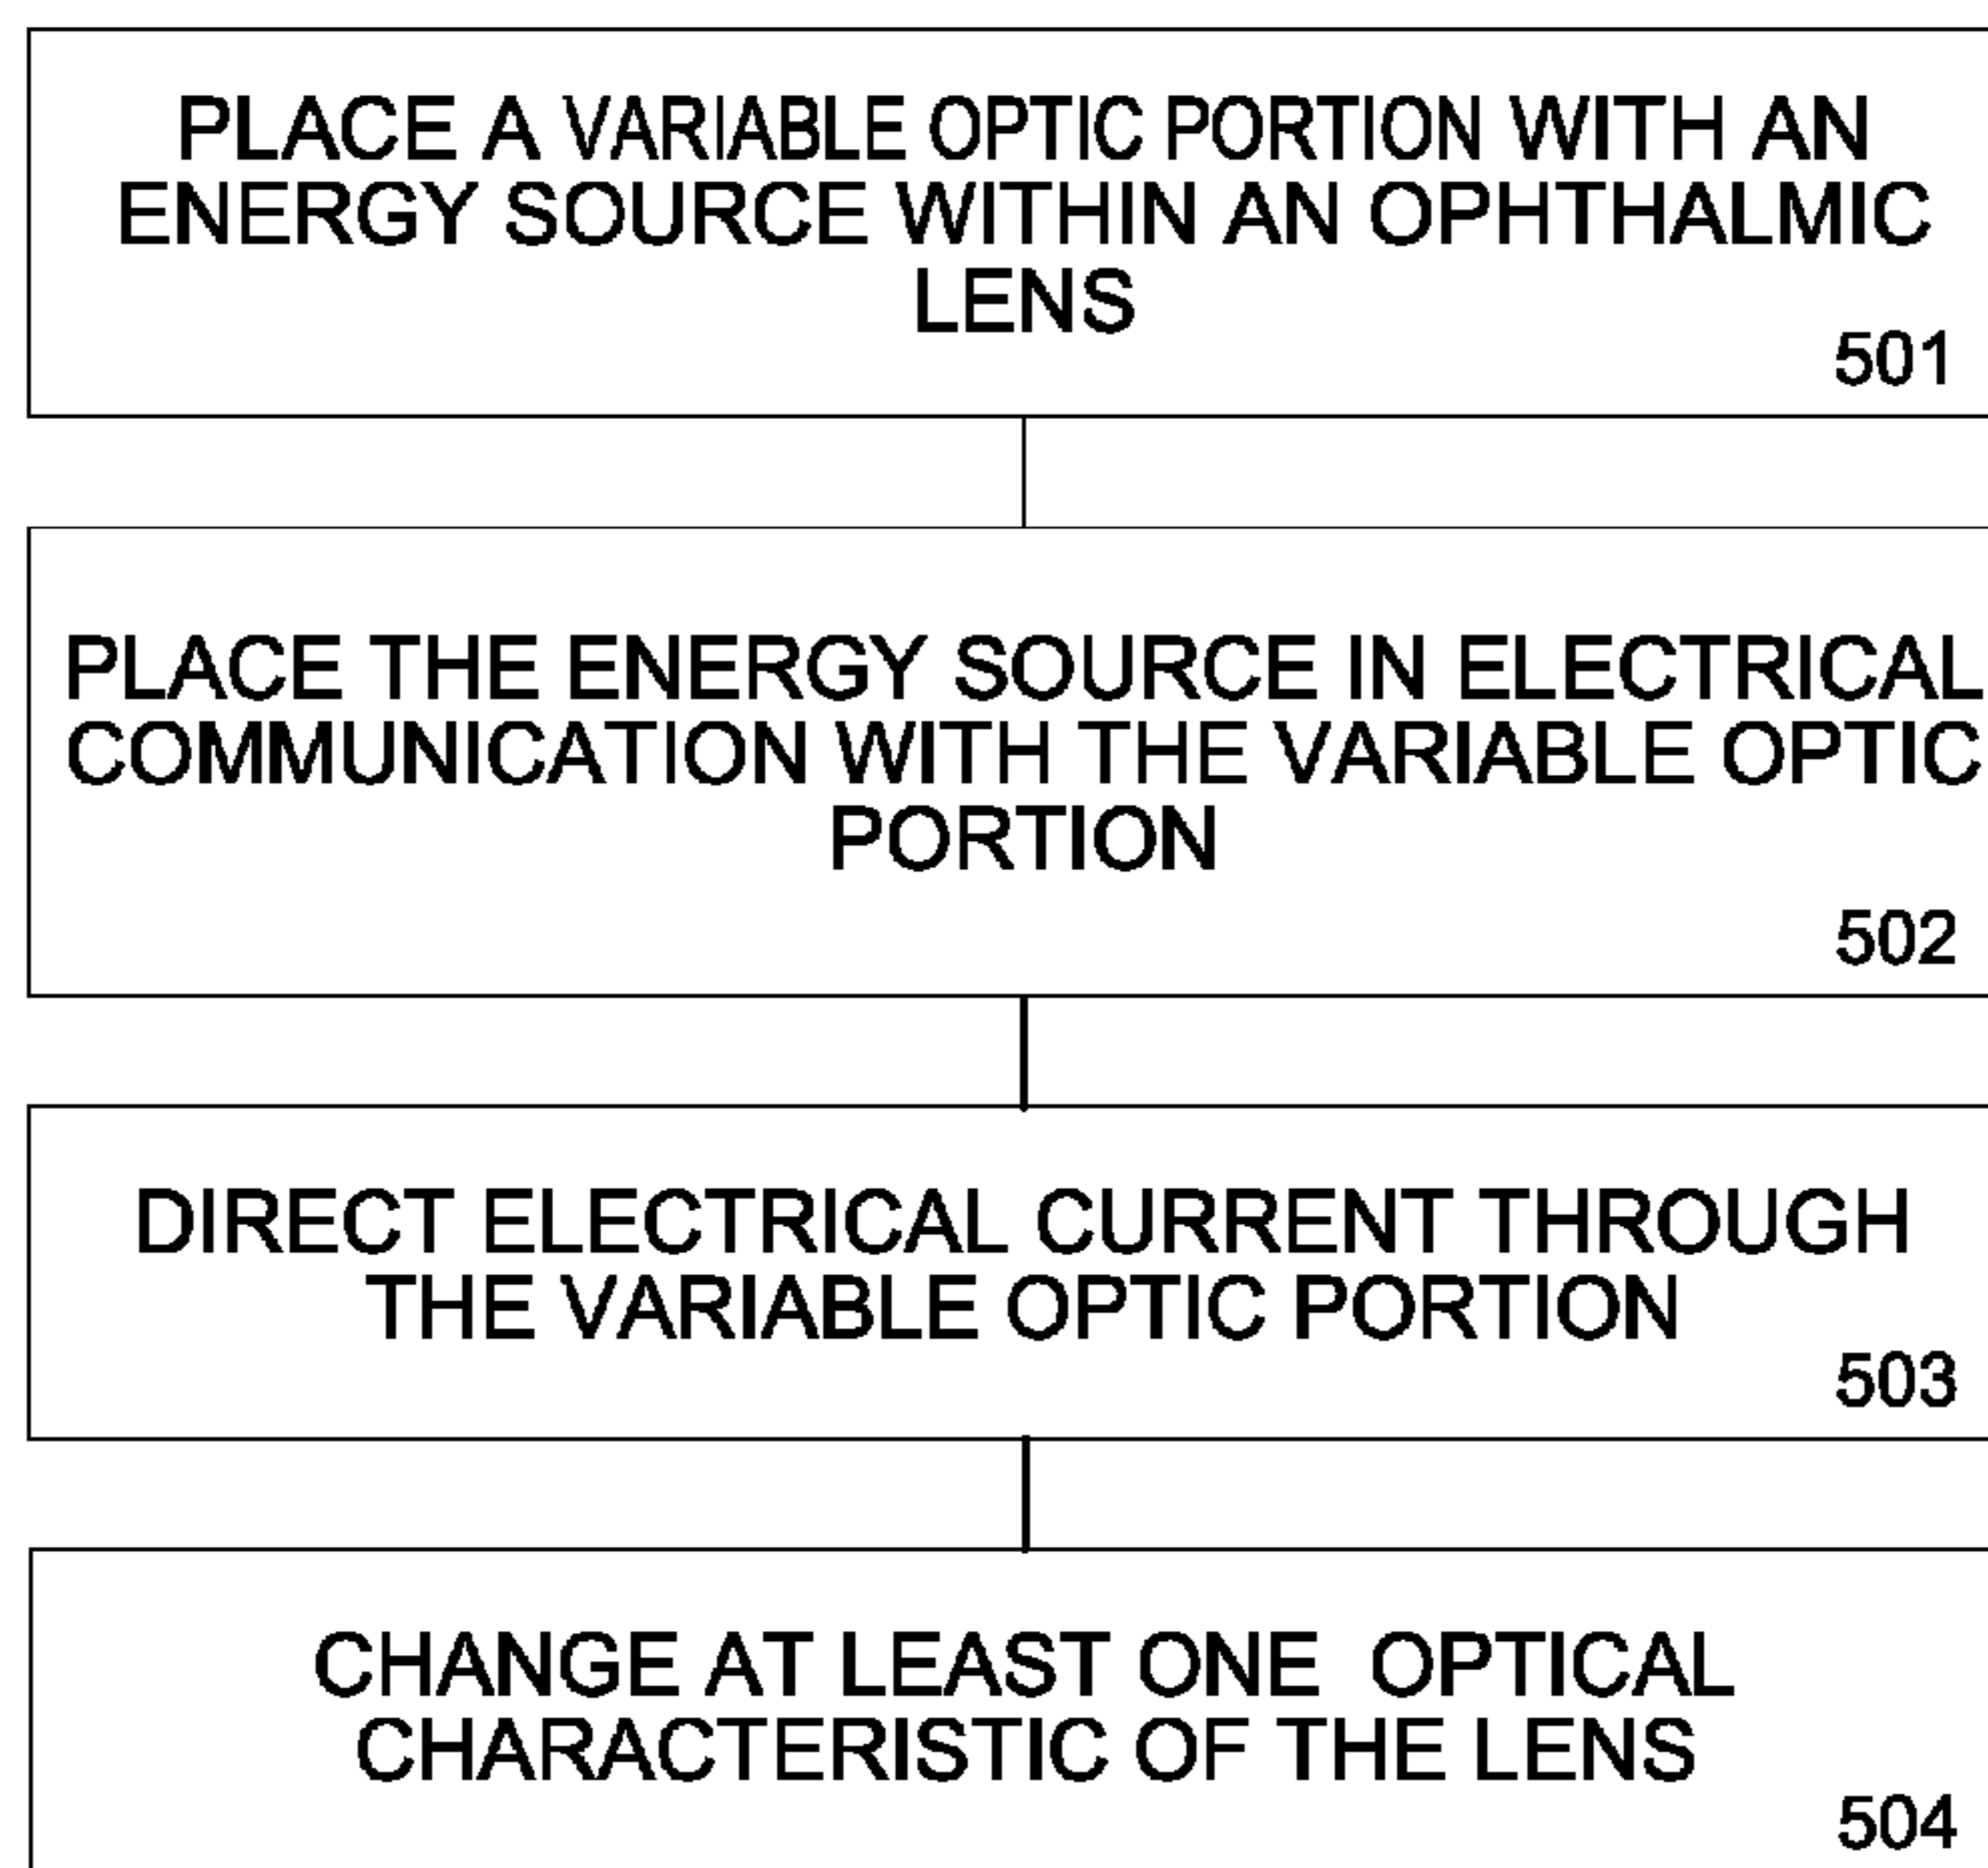 PLACE A VARIABLE OPTIC PORTION WITH AN
ENERGY SOURCE WITHIN AN OPHTHALMIC
LENS
501
PLACE THE ENERGY SOURCE IN ELECTRICAL
COMMUNICATION WITH THE VARIABLE OPTIC
PORTION
502
DIRECT ELECTRICAL CURRENT THROUGH
THE VARIABLE OPTIC PORTION
503
CHANGE AT LEAST ONE  OPTICAL
CHARACTERISTIC OF THE LENS
504